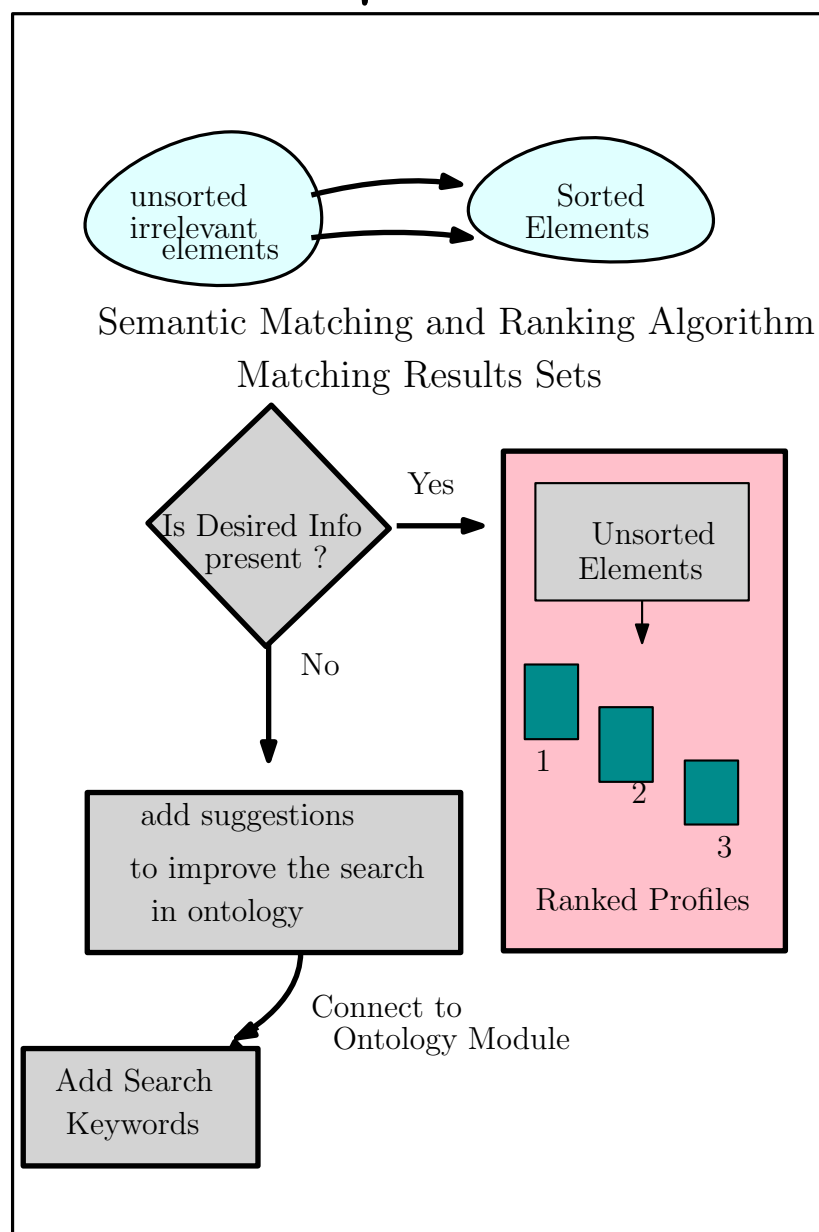 unsorted
irrelevant
elements
Sorted
Elements
Semantic Matching and Ranking Algorithm
Matching Results Sets
Is Desired Info
present ?
Yes
No
Unsorted
Elements
1
2
3
Ranked Profiles
add suggestions
to improve the search
in ontology
Connect to
Ontology Module
Add Search
Keywords